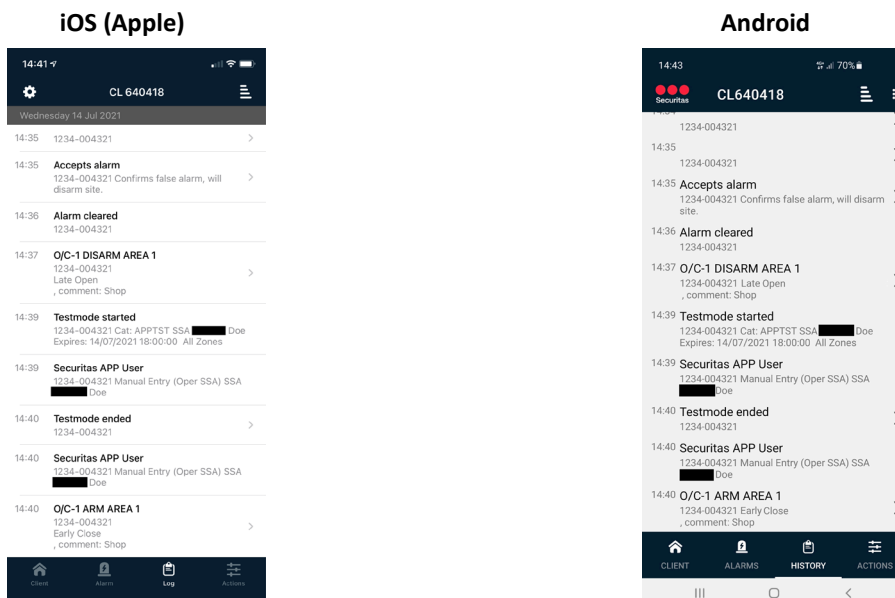 iOS (Apple)
14:41
CL 640418
Wednesday 14 Jul 2021
14:35 1234-004321
14:35 Accepts alarm
1234-004321 Confirms false alarm, will
disarm site.
14:36 Alarm cleared
1234-004321
14:37 O/C-1 DISARM AREA 1
1234-004321
Late Open
, comment: Shop
14:39 Testmode started
1234-004321 Cat: APPTST SSA Doe
Expires: 14/07/2021 18:00:00 All Zones
14:39 Securitas APP User
1234-004321 Manual Entry (Oper SSA) SSA
Doe
14:40 Testmode ended
1234-004321
14:40 Securitas APP User
1234-004321 Manual Entry (Oper SSA) SSA
Doe
14:40 O/C-1 ARM AREA 1
1234-004321
Early Close
, comment: Shop
Client Alarm Log Actions
Android
14:43 70%
Securitas CL640418
1234-004321
14:35
1234-004321
14:35 Accepts alarm
1234-004321 Confirms false alarm, will disarm
site.
14:36 Alarm cleared
1234-004321
14:37 O/C-1 DISARM AREA 1
1234-004321 Late Open
, comment: Shop
14:39 Testmode started
1234-004321 Cat: APPTST SSA Doe
Expires: 14/07/2021 18:00:00 All Zones
14:39 Securitas APP User
1234-004321 Manual Entry (Oper SSA) SSA
Doe
14:40 Testmode ended
1234-004321
14:40 Securitas APP User
1234-004321 Manual Entry (Oper SSA) SSA
Doe
14:40 O/C-1 ARM AREA 1
1234-004321 Early Close
, comment: Shop
CLIENT ALARMS HISTORY ACTIONS